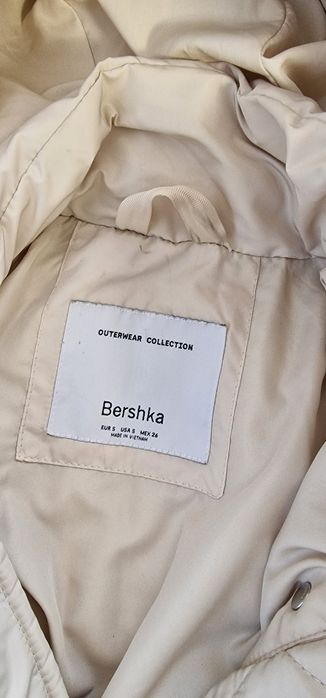 OUTERWEAR COLLECTION
Bershka
EUR S USA S MEX 26
MADE IN VIETNAM